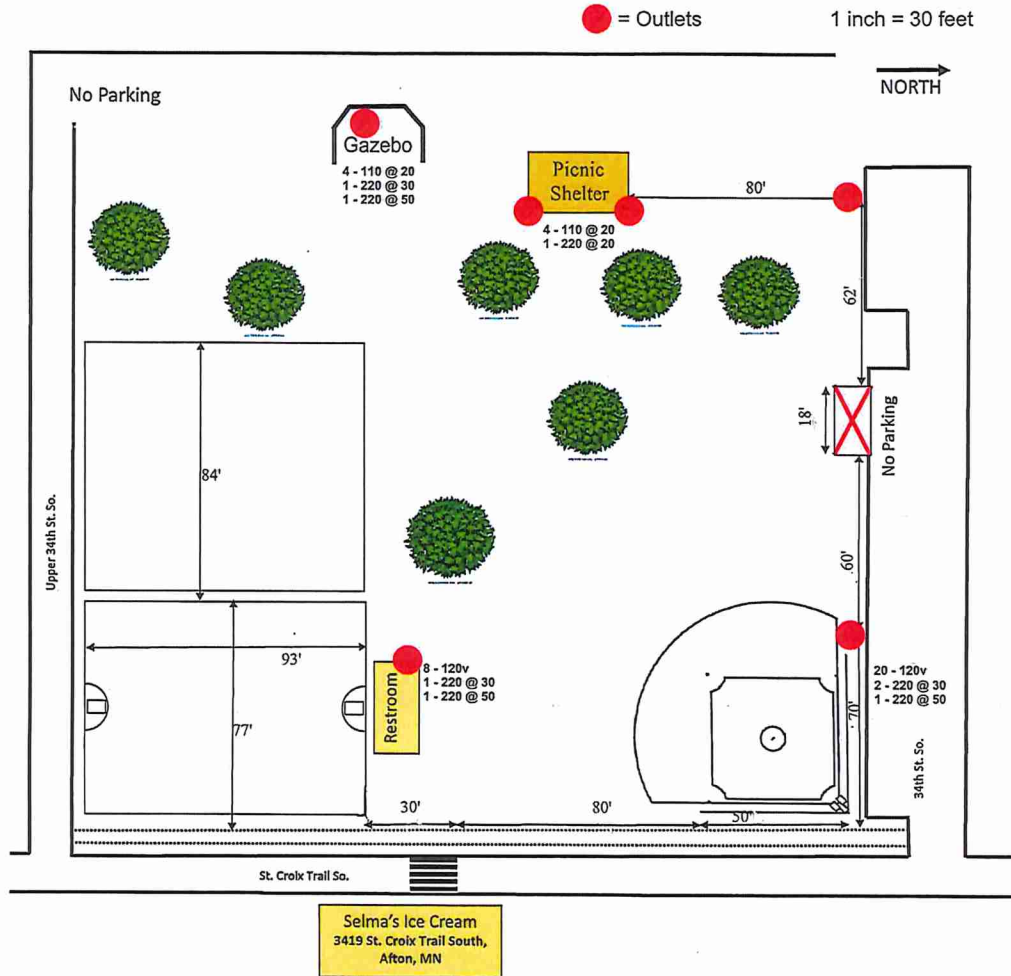 = Outlets
1 inch = 30 feet
NORTH
No Parking
Gazebo
4 - 110 @ 20
1 - 220 @ 30
1 - 220 @ 50
Picnic
Shelter
80'
4 - 110 @ 20
1 - 220 @ 20
62'
18'
No Parking
84'
Upper 34th St. So.
60'
93'
77'
Restroom
8 - 120v
1 - 220 @ 30
1 - 220 @ 50
20 - 120v
2 - 220 @ 30
1 - 220 @ 50
70'
34th St. So.
30'
80'
50'
St. Croix Trail So.
Selma's Ice Cream
3419 St. Croix Trail South,
Afton, MN